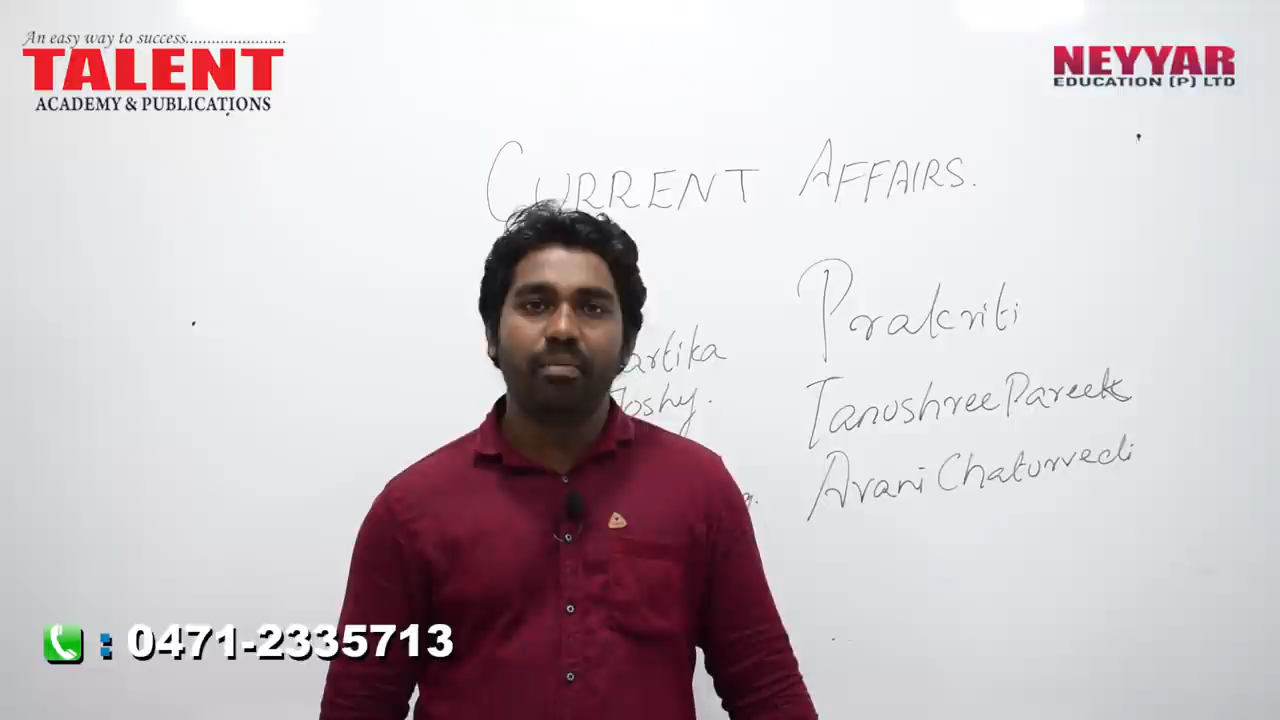 An easy way to success........................
TALENT
ACADEMY & PUBLICATIONS
NEYYAR
EDUCATION (P) LTD
CURRENT AFFAIRS.
Prakriti
artika
Joshy.
Tanushree Pareek
Avani Chaturvedi
: 0471-2335713